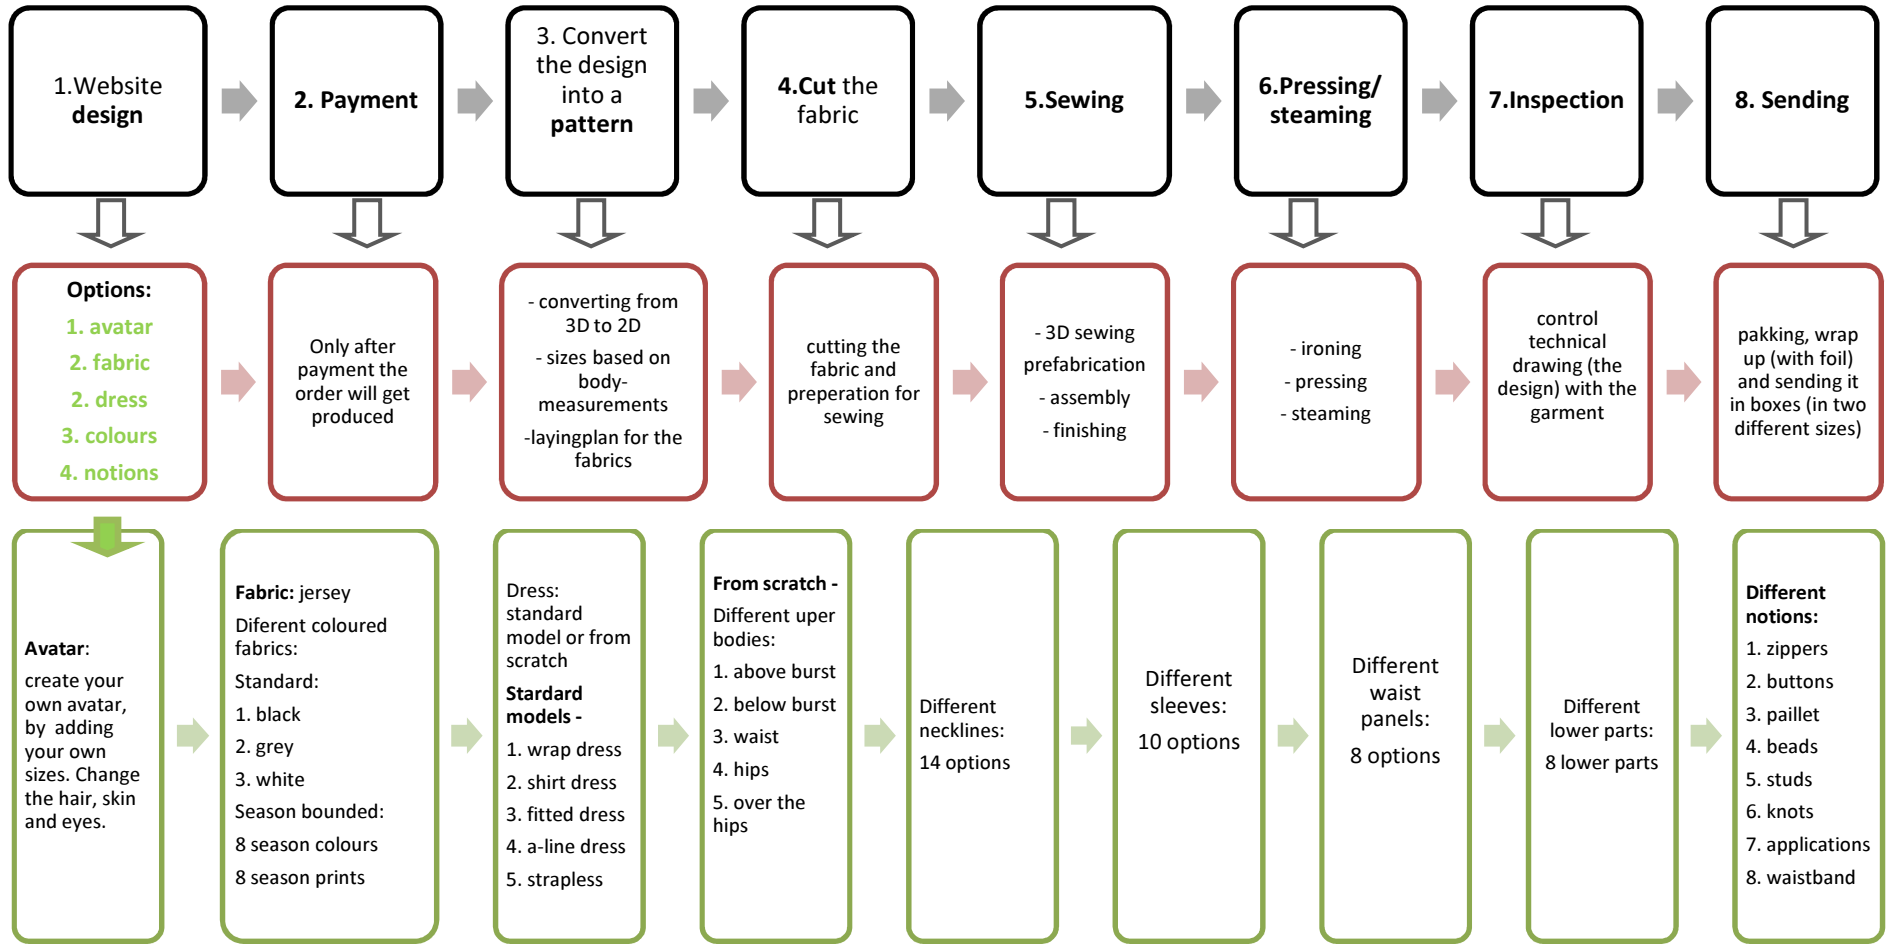 1.Website
design
2. Payment
3. Convert
the design
into a
pattern
4.Cut the
fabric
5.Sewing
6.Pressing/
steaming
7.Inspection
8. Sending
Options:
1. avatar
2. fabric
2. dress
3. colours
4. notions
Only after
payment the
order will get
produced
- converting from
3D to 2D
- sizes based on
body-
measurements
-layingplan for the
fabrics
cutting the
fabric and
preperation for
sewing
- 3D sewing
prefabrication
- assembly
- finishing
- ironing
- pressing
- steaming
control
technical
drawing (the
design) with the
garment
pakking, wrap
up (with foil)
and sending it
in boxes (in two
different sizes)
Avatar:
create your
own avatar,
by adding
your own
sizes. Change
the hair, skin
and eyes.
Fabric: jersey
Diferent coloured
fabrics:
Standard:
1. black
2. grey
3. white
Season bounded:
8 season colours
8 season prints
Dress:
standard
model or from
scratch
Stardard
models -
1. wrap dress
2. shirt dress
3. fitted dress
4. a-line dress
5. strapless
From scratch -
Different uper
bodies:
1. above burst
2. below burst
3. waist
4. hips
5. over the
hips
Different
necklines:
14 options
Different
sleeves:
10 options
Different
waist
panels:
8 options
Different
lower parts:
8 lower parts
Different
notions:
1. zippers
2. buttons
3. paillet
4. beads
5. studs
6. knots
7. applications
8. waistband